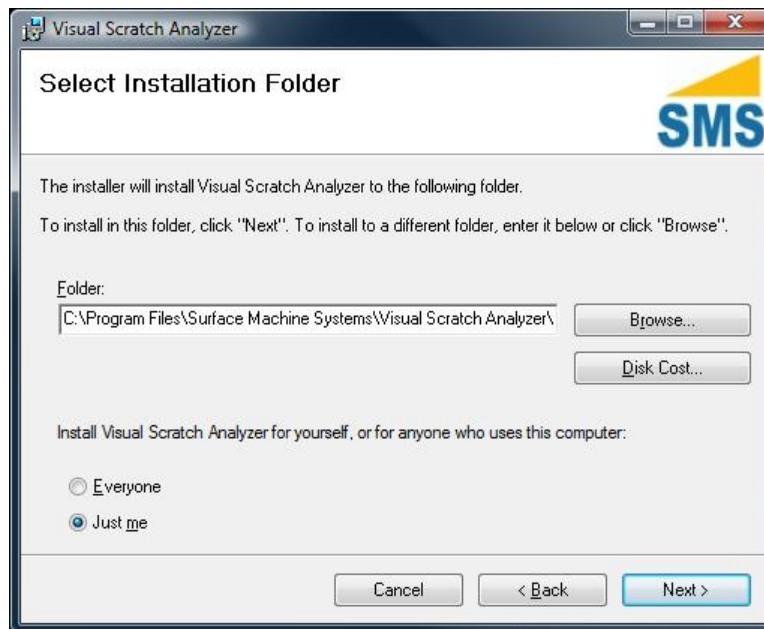 Visual Scratch Analyzer
Select Installation Folder
SMS
The installer will install Visual Scratch Analyzer to the following folder.
To install in this folder, click "Next". To install to a different folder, enter it below or click "Browse".
Folder:
C:\Program Files\Surface Machine Systems\Visual Scratch Analyzer\
Browse...
Disk Cost...
Install Visual Scratch Analyzer for yourself, or for anyone who uses this computer:
Everyone
Just me
Cancel
< Back
Next >